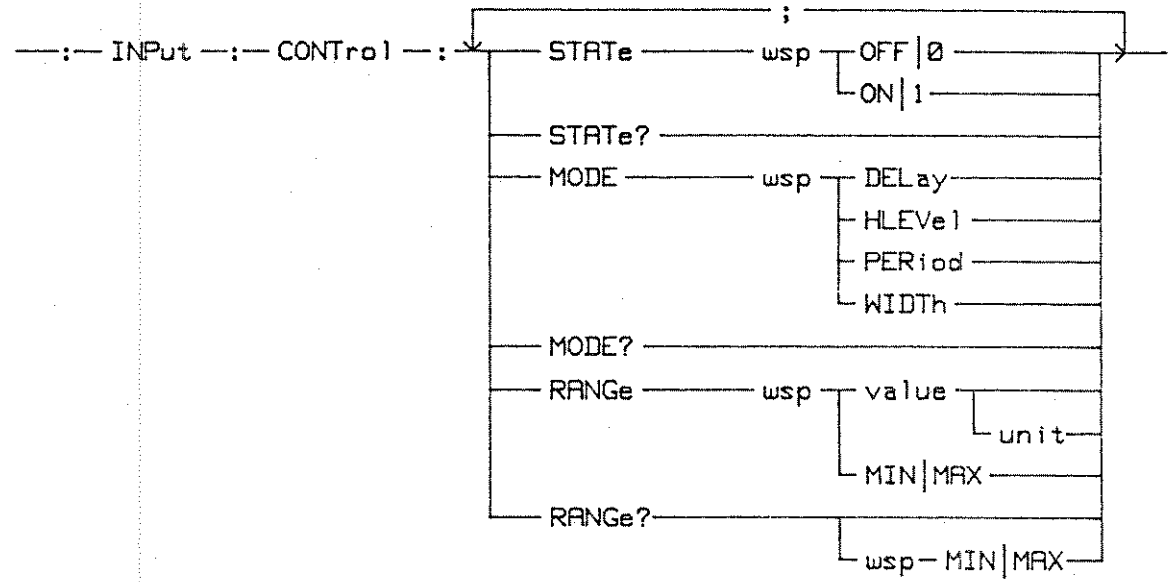 ;
: INPut : CONTrol : STATe wsp OFF|0
ON|1
STATe?
MODE wsp DELay
HLEVel
PERiod
WIDTh
MODE?
RANGe wsp value
unit
MIN|MAX
RANGe?
wsp MIN|MAX